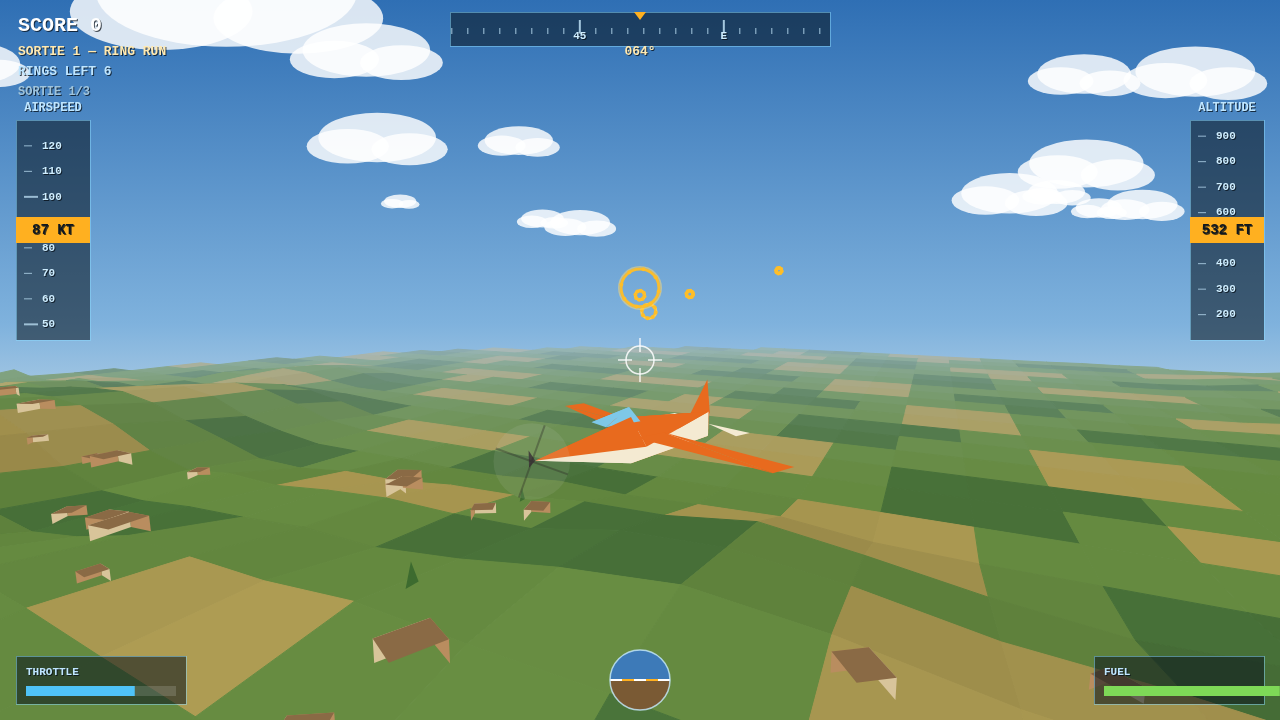 SCORE 0
SORTIE 1 — RING RUN
RINGS LEFT 6
SORTIE 1/3
45
E
064°
AIRSPEED
120
110
100
87 KT
80
70
60
50
ALTITUDE
900
800
700
600
532 FT
400
300
200
THROTTLE
FUEL